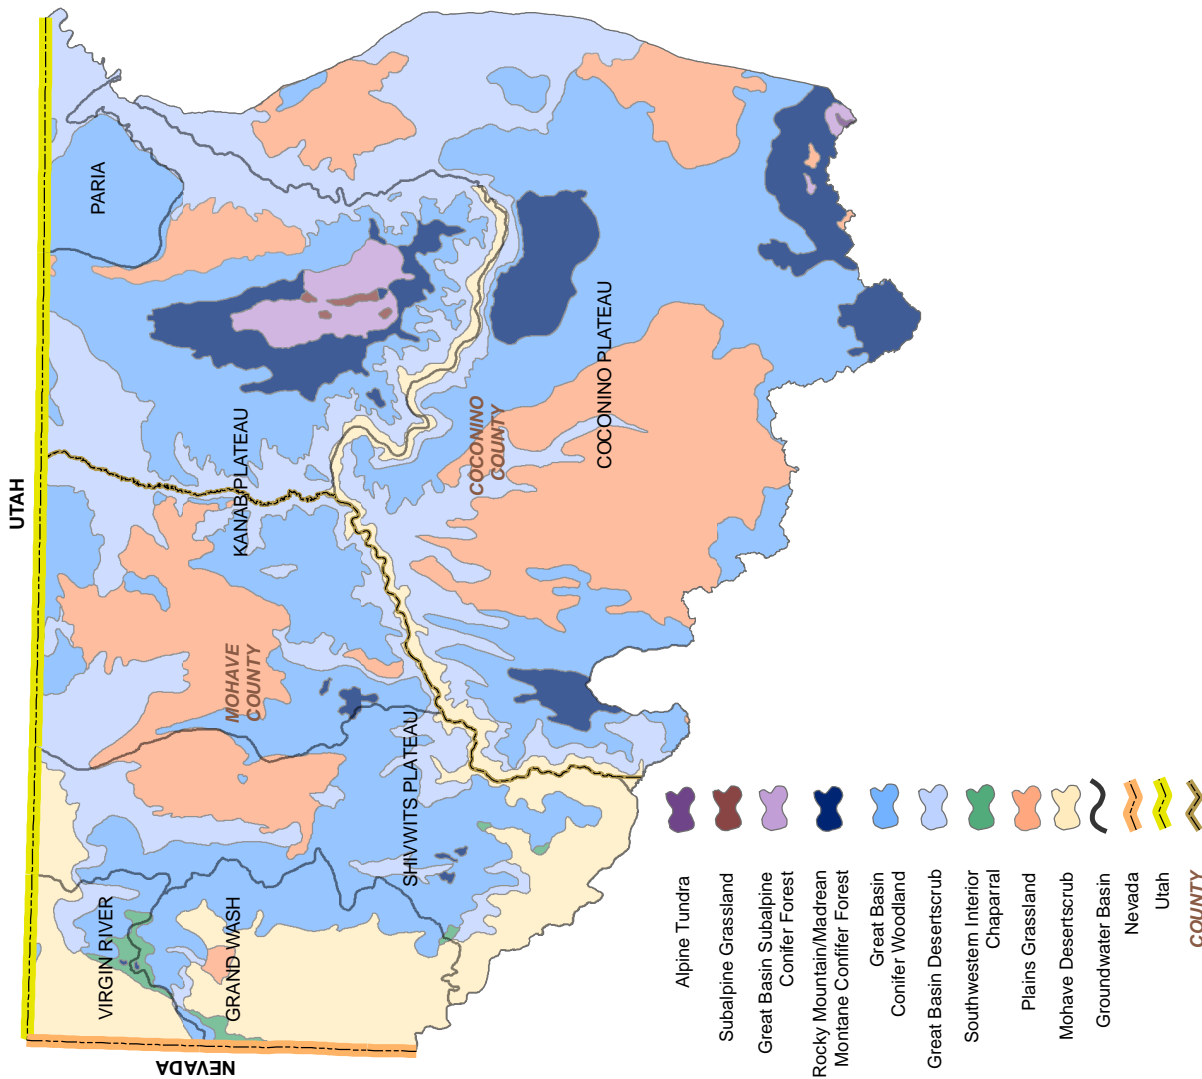 UTAH
NEVADA
PARIA
KANAB PLATEAU
COCONINO
COUNTY
COCONINO PLATEAU
MOHAVE
COUNTY
SHIVWITS PLATEAU
VIRGIN RIVER
GRAND WASH
Alpine Tundra
Subalpine Grassland
Great Basin Subalpine
Conifer Forest
Rocky Mountain/Madrean
Montane Coniffer Forest
Great Basin
Conifer Woodland
Great Basin Desertscrub
Southwestern Interior
Chaparral
Plains Grassland
Mohave Desertscrub
Groundwater Basin
Nevada
Utah
COUNTY